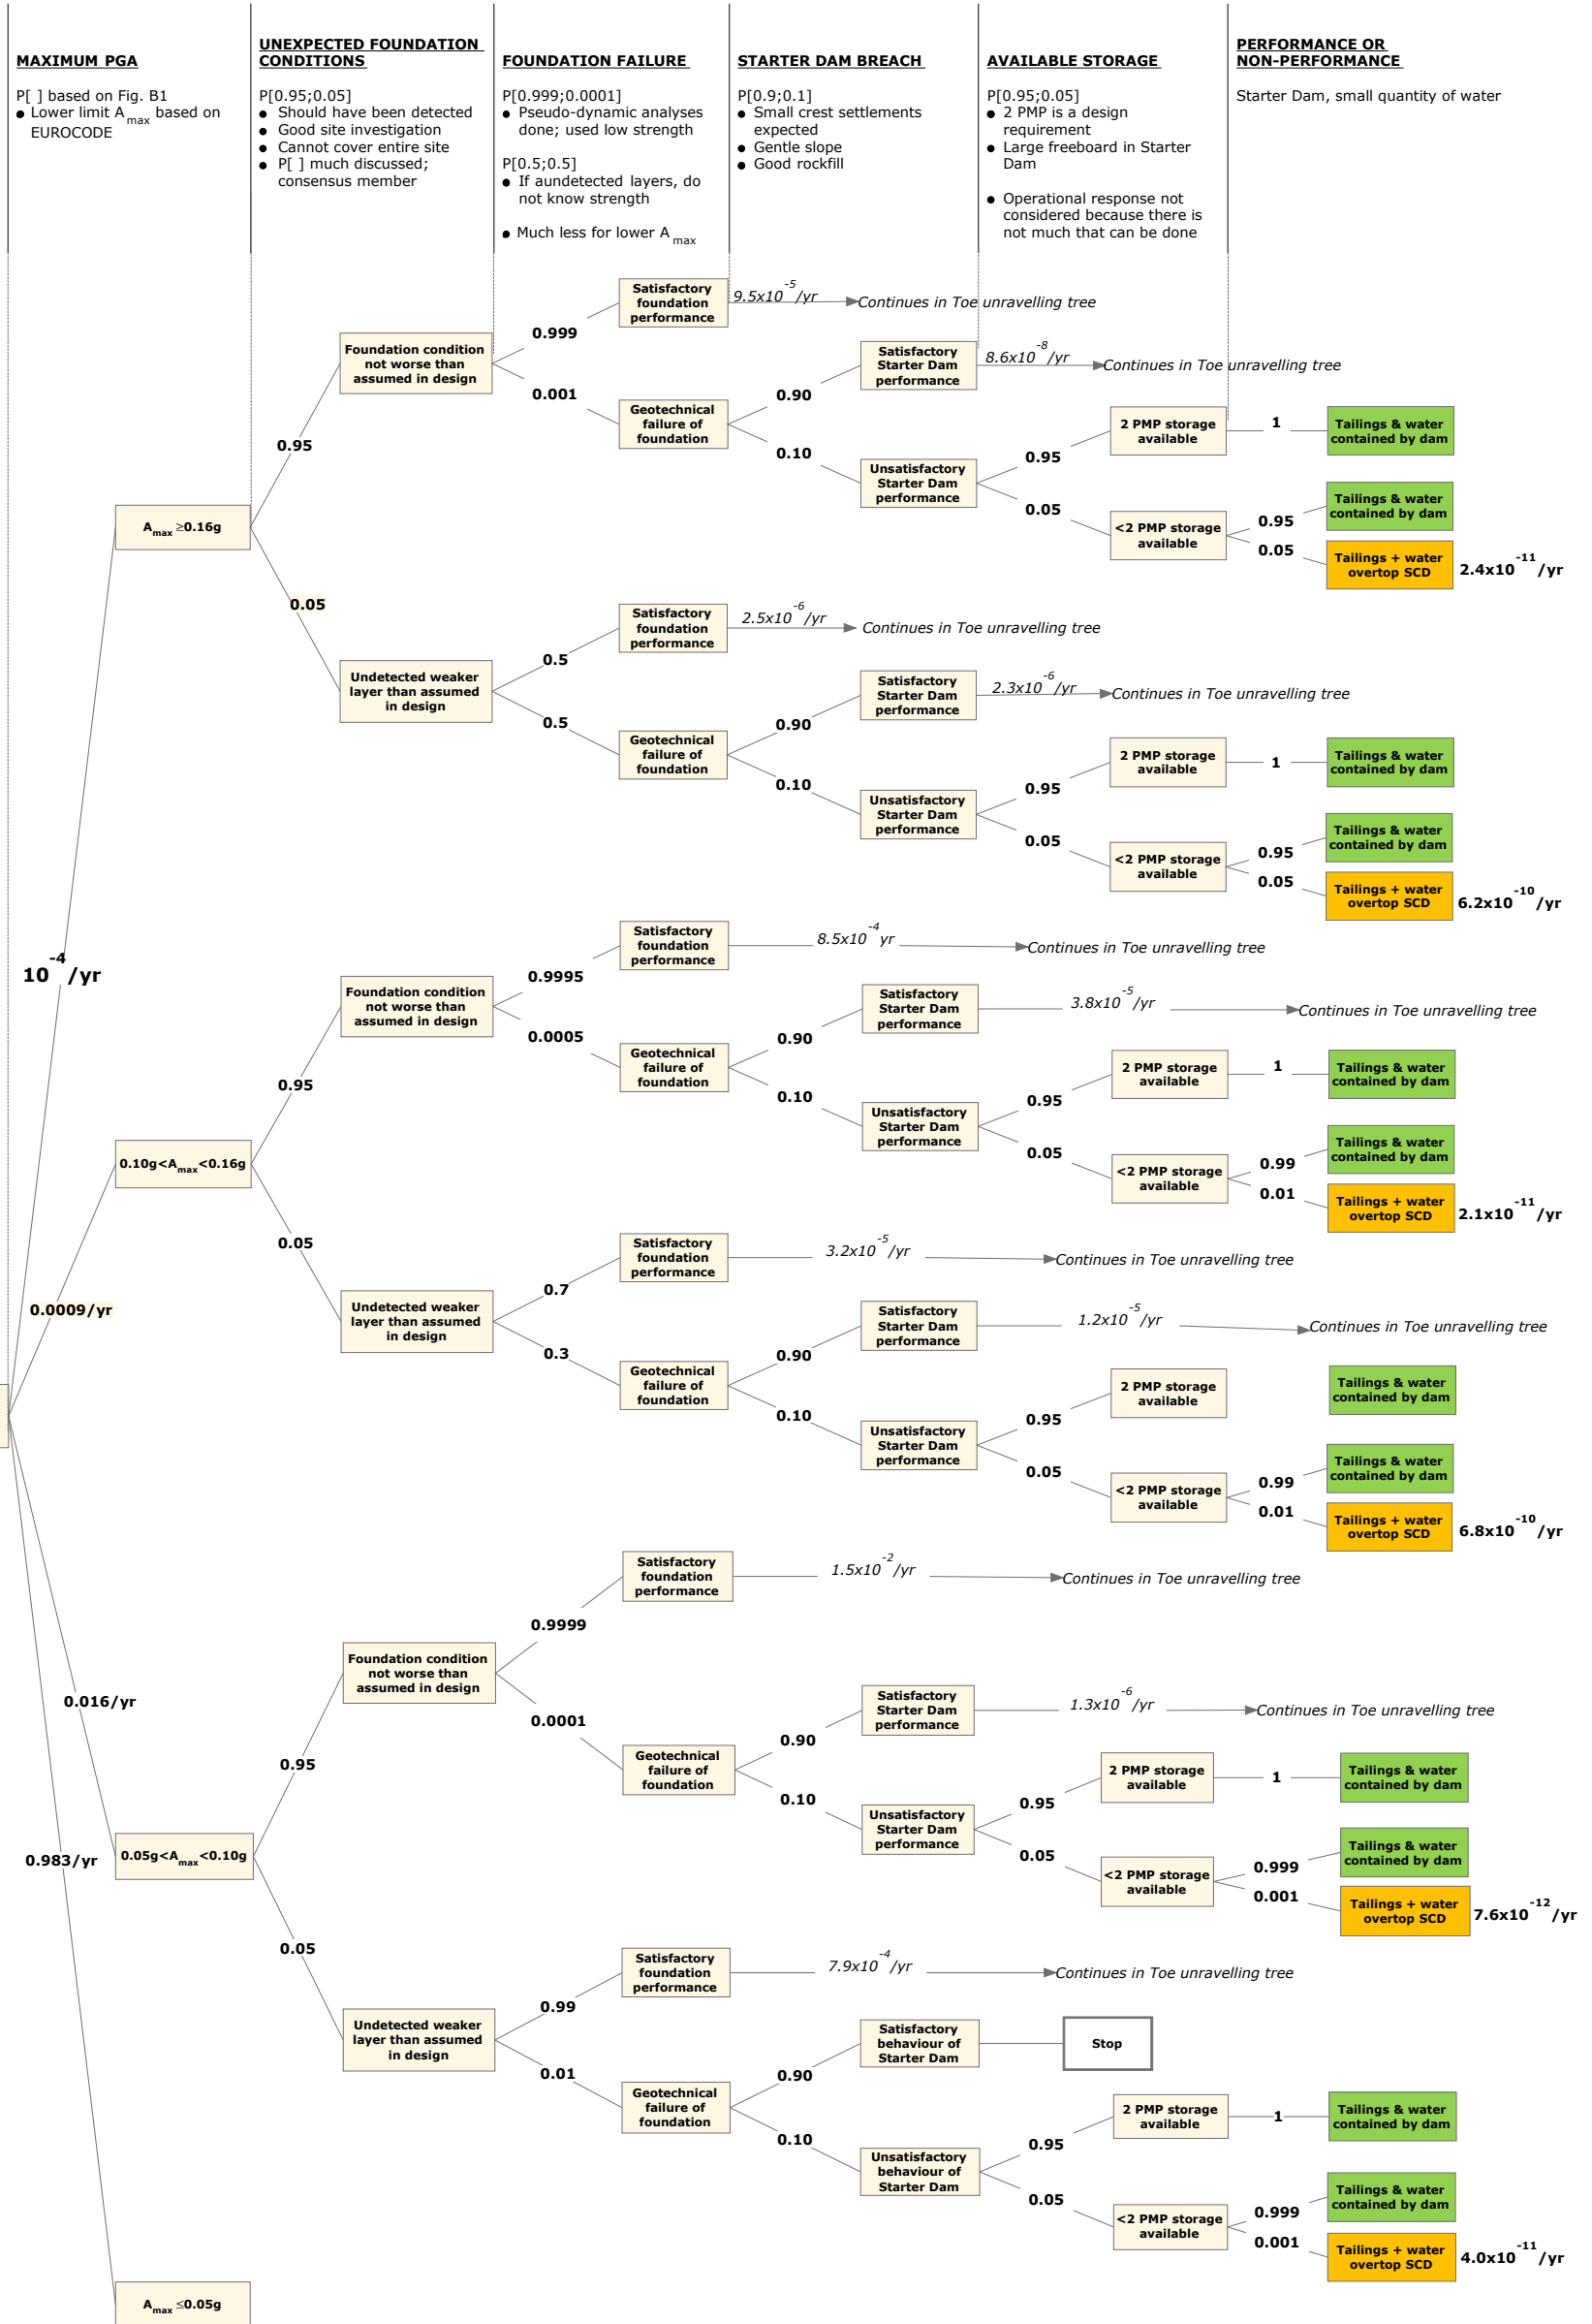 MAXIMUM PGA
P[ ] based on Fig. B1
● Lower limit Amax based on
EUROCODE
UNEXPECTED FOUNDATION
CONDITIONS
P[0.95;0.05]
● Should have been detected
● Good site investigation
● Cannot cover entire site
● P[ ] much discussed;
consensus member
FOUNDATION FAILURE
P[0.999;0.0001]
● Pseudo-dynamic analyses
done; used low strength
P[0.5;0.5]
● If aundetected layers, do
not know strength
● Much less for lower Amax
STARTER DAM BREACH
P[0.9;0.1]
● Small crest settlements
expected
● Gentle slope
● Good rockfill
AVAILABLE STORAGE
P[0.95;0.05]
● 2 PMP is a design
requirement
● Large freeboard in Starter
Dam
● Operational response not
considered because there is
not much that can be done
PERFORMANCE OR
NON-PERFORMANCE
Starter Dam, small quantity of water
10-4/yr
Amax ≥0.16g
0.95
Foundation condition
not worse than
assumed in design
0.999
Satisfactory
foundation
performance
9.5x10-5/yr
Continues in Toe unravelling tree
0.001
Geotechnical
failure of
foundation
0.90
Satisfactory
Starter Dam
performance
8.6x10-8/yr
Continues in Toe unravelling tree
0.10
Unsatisfactory
Starter Dam
performance
0.95
2 PMP storage
available
1
Tailings & water
contained by dam
0.05
<2 PMP storage
available
0.95
Tailings & water
contained by dam
0.05
Tailings + water
overtop SCD
2.4x10-11/yr
0.05
Undetected weaker
layer than assumed
in design
0.5
Satisfactory
foundation
performance
2.5x10-6/yr
Continues in Toe unravelling tree
0.5
Geotechnical
failure of
foundation
0.90
Satisfactory
Starter Dam
performance
2.3x10-6/yr
Continues in Toe unravelling tree
0.10
Unsatisfactory
Starter Dam
performance
0.95
2 PMP storage
available
1
Tailings & water
contained by dam
0.05
<2 PMP storage
available
0.95
Tailings & water
contained by dam
0.05
Tailings + water
overtop SCD
6.2x10-10/yr
0.0009/yr
0.10g<Amax<0.16g
0.95
Foundation condition
not worse than
assumed in design
0.9995
Satisfactory
foundation
performance
8.5x10-4yr
Continues in Toe unravelling tree
0.0005
Geotechnical
failure of
foundation
0.90
Satisfactory
Starter Dam
performance
3.8x10-5/yr
Continues in Toe unravelling tree
0.10
Unsatisfactory
Starter Dam
performance
0.95
2 PMP storage
available
1
Tailings & water
contained by dam
0.05
<2 PMP storage
available
0.99
Tailings & water
contained by dam
0.01
Tailings + water
overtop SCD
2.1x10-11/yr
0.05
Undetected weaker
layer than assumed
in design
0.7
Satisfactory
foundation
performance
3.2x10-5/yr
Continues in Toe unravelling tree
0.3
Geotechnical
failure of
foundation
0.90
Satisfactory
Starter Dam
performance
1.2x10-5/yr
Continues in Toe unravelling tree
0.10
Unsatisfactory
Starter Dam
performance
0.95
2 PMP storage
available
Tailings & water
contained by dam
0.05
<2 PMP storage
available
0.99
Tailings & water
contained by dam
0.01
Tailings + water
overtop SCD
6.8x10-10/yr
0.016/yr
0.05g<Amax<0.10g
0.95
Foundation condition
not worse than
assumed in design
0.9999
Satisfactory
foundation
performance
1.5x10-2/yr
Continues in Toe unravelling tree
0.0001
Geotechnical
failure of
foundation
0.90
Satisfactory
Starter Dam
performance
1.3x10-6/yr
Continues in Toe unravelling tree
0.10
Unsatisfactory
Starter Dam
performance
0.95
2 PMP storage
available
1
Tailings & water
contained by dam
0.05
<2 PMP storage
available
0.999
Tailings & water
contained by dam
0.001
Tailings + water
overtop SCD
7.6x10-12/yr
0.05
Undetected weaker
layer than assumed
in design
0.99
Satisfactory
foundation
performance
7.9x10-4/yr
Continues in Toe unravelling tree
0.01
Geotechnical
failure of
foundation
0.90
Satisfactory
behaviour of
Starter Dam
Stop
0.10
Unsatisfactory
behaviour of
Starter Dam
0.95
2 PMP storage
available
1
Tailings & water
contained by dam
0.05
<2 PMP storage
available
0.999
Tailings & water
contained by dam
0.001
Tailings + water
overtop SCD
4.0x10-11/yr
0.983/yr
Amax ≤0.05g